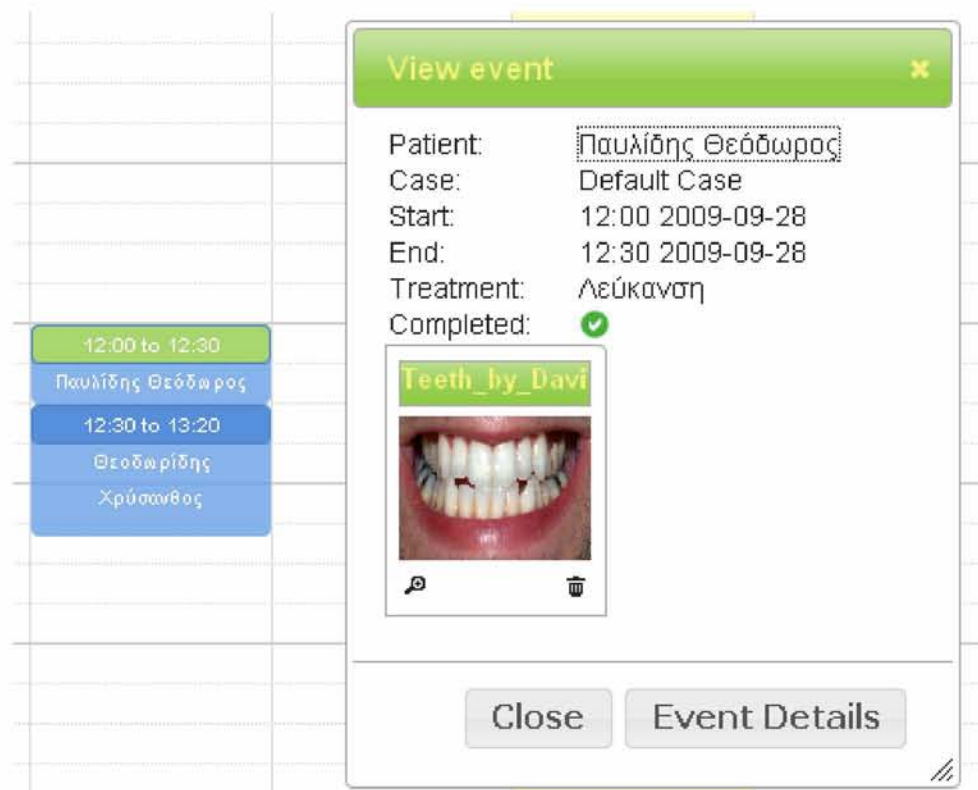 View event
Patient: Παυλίδης Θεόδωρος
Case: Default Case
Start: 12:00 2009-09-28
End: 12:30 2009-09-28
Treatment: Λεύκανση
Completed:
Teeth_by_Davi
Close Event Details
12:00 to 12:30
Παυλίδης Θεόδωρος
12:30 to 13:20
Θεοδωρίδης
Χρύσανθος